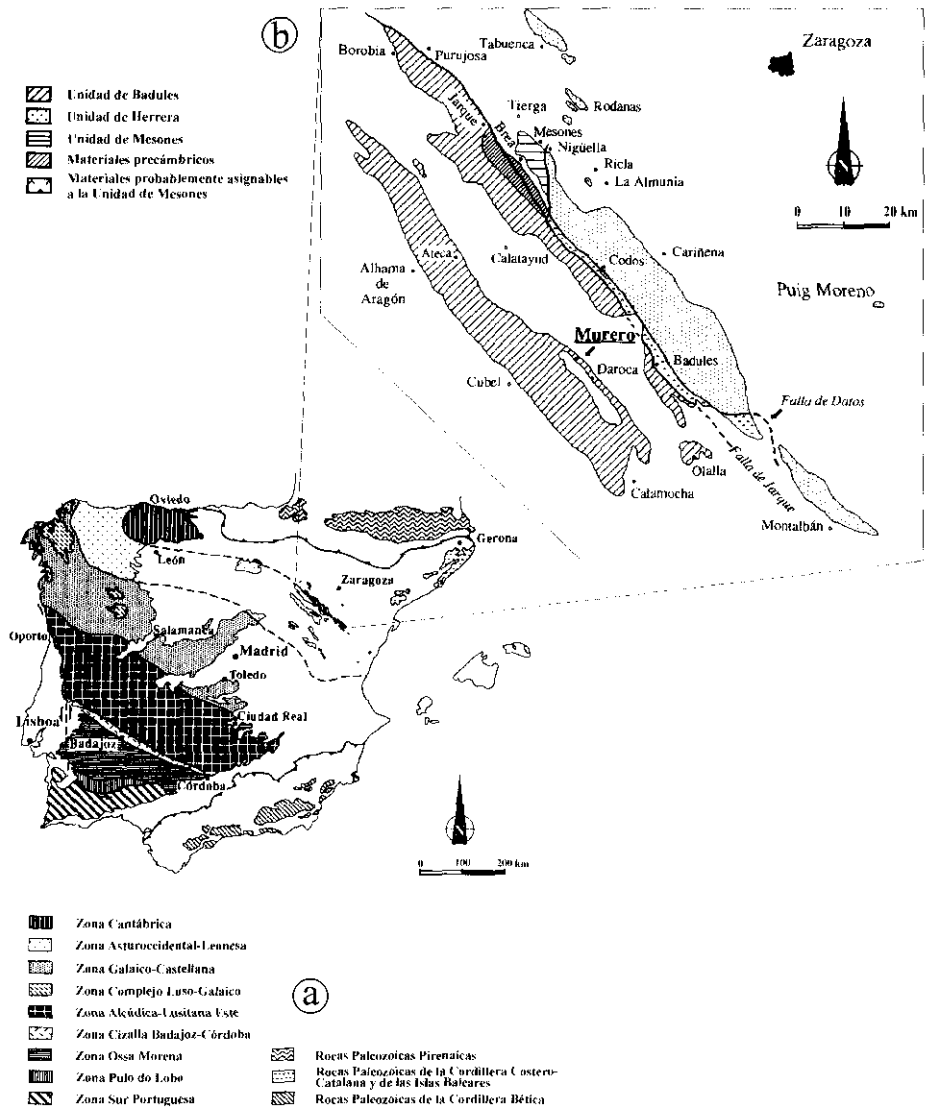 b
Unidad de Badules
Unidad de Herrera
Unidad de Mesones
Materiales precámbricos
Materiales probablemente asignables
a la Unidad de Mesones
Borobia
Purujosa
Tabuenca
Zaragoza
Jarque
Brea
Tierga
Rodanas
Mesones
Nigüella
Ricla
La Almunia
N
0 10 20 km
Ateca
Calatayud
Codos
Cariñena
Alhama
de
Aragón
Puig Moreno
Murero
Badules
Daroca
Cubel
Falla de Datos
Olalla
Falla de Jarque
Calamocha
Montalbán
Oviedo
León
Gerona
Zaragoza
Oporto
Salamanca
Madrid
Toledo
Lisboa
Ciudad Real
Badajoz
Córdoba
N
0 100 200 km
Zona Cantábrica
Zona Asturoccidental-Leonesa
Zona Galaico-Castellana
Zona Complejo Luso-Galaico
Zona Alcúdica-Lusitana Este
Zona Cizalla Badajoz-Córdoba
Zona Ossa Morena
Zona Pulo do Lobo
Zona Sur Portuguesa
a
Rocas Paleozoicas Pirenaicas
Rocas Paleozoicas de la Cordillera Costero-
Catalana y de las Islas Baleares
Rocas Paleozoicas de la Cordillera Bética